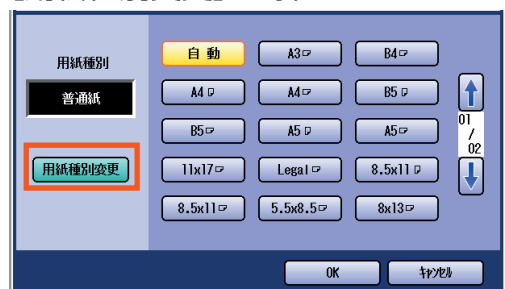 用紙種別
普通紙
用紙種別変更
自動 A3 B4
A4 A4 B5
B5 A5 A5
11x17 Legal 8.5x11
8.5x11 5.5x8.5 8x13
01
/
02
OK キャンセル